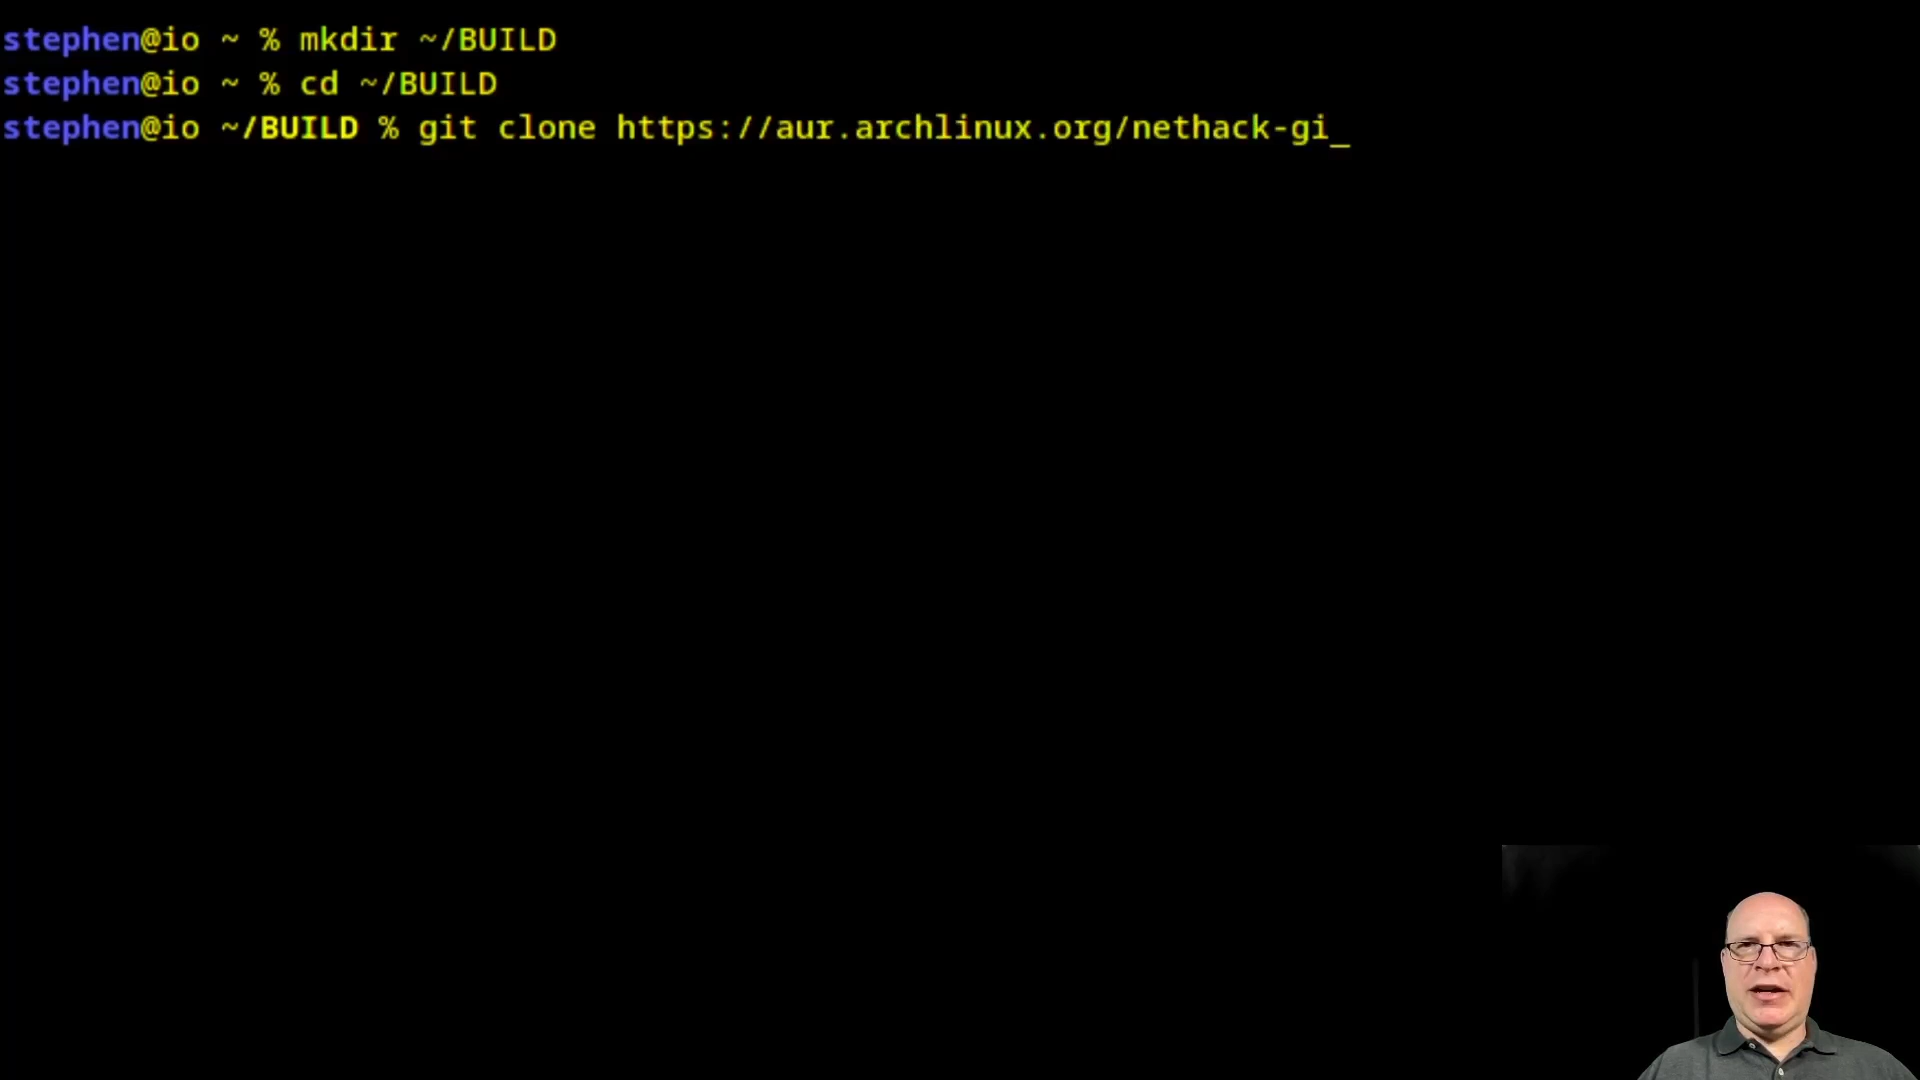 stephen@io ~ % mkdir ~/BUILD
stephen@io ~ % cd ~/BUILD
stephen@io ~/BUILD % git clone https://aur.archlinux.org/nethack-gi_